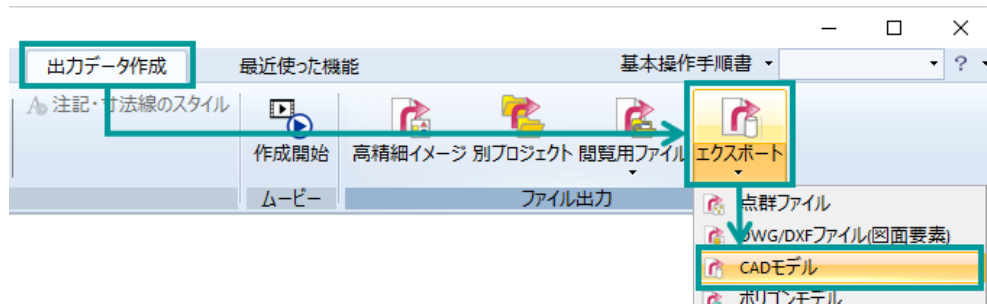 出力データ作成
最近使った機能
基本操作手順書
?
注記・寸法線のスタイル
作成開始
高精細イメージ
別プロジェクト
閲覧用ファイル
エクスポート
ムービー
ファイル出力
点群ファイル
DWG/DXFファイル(図面要素)
CADモデル
ポリゴンモデル